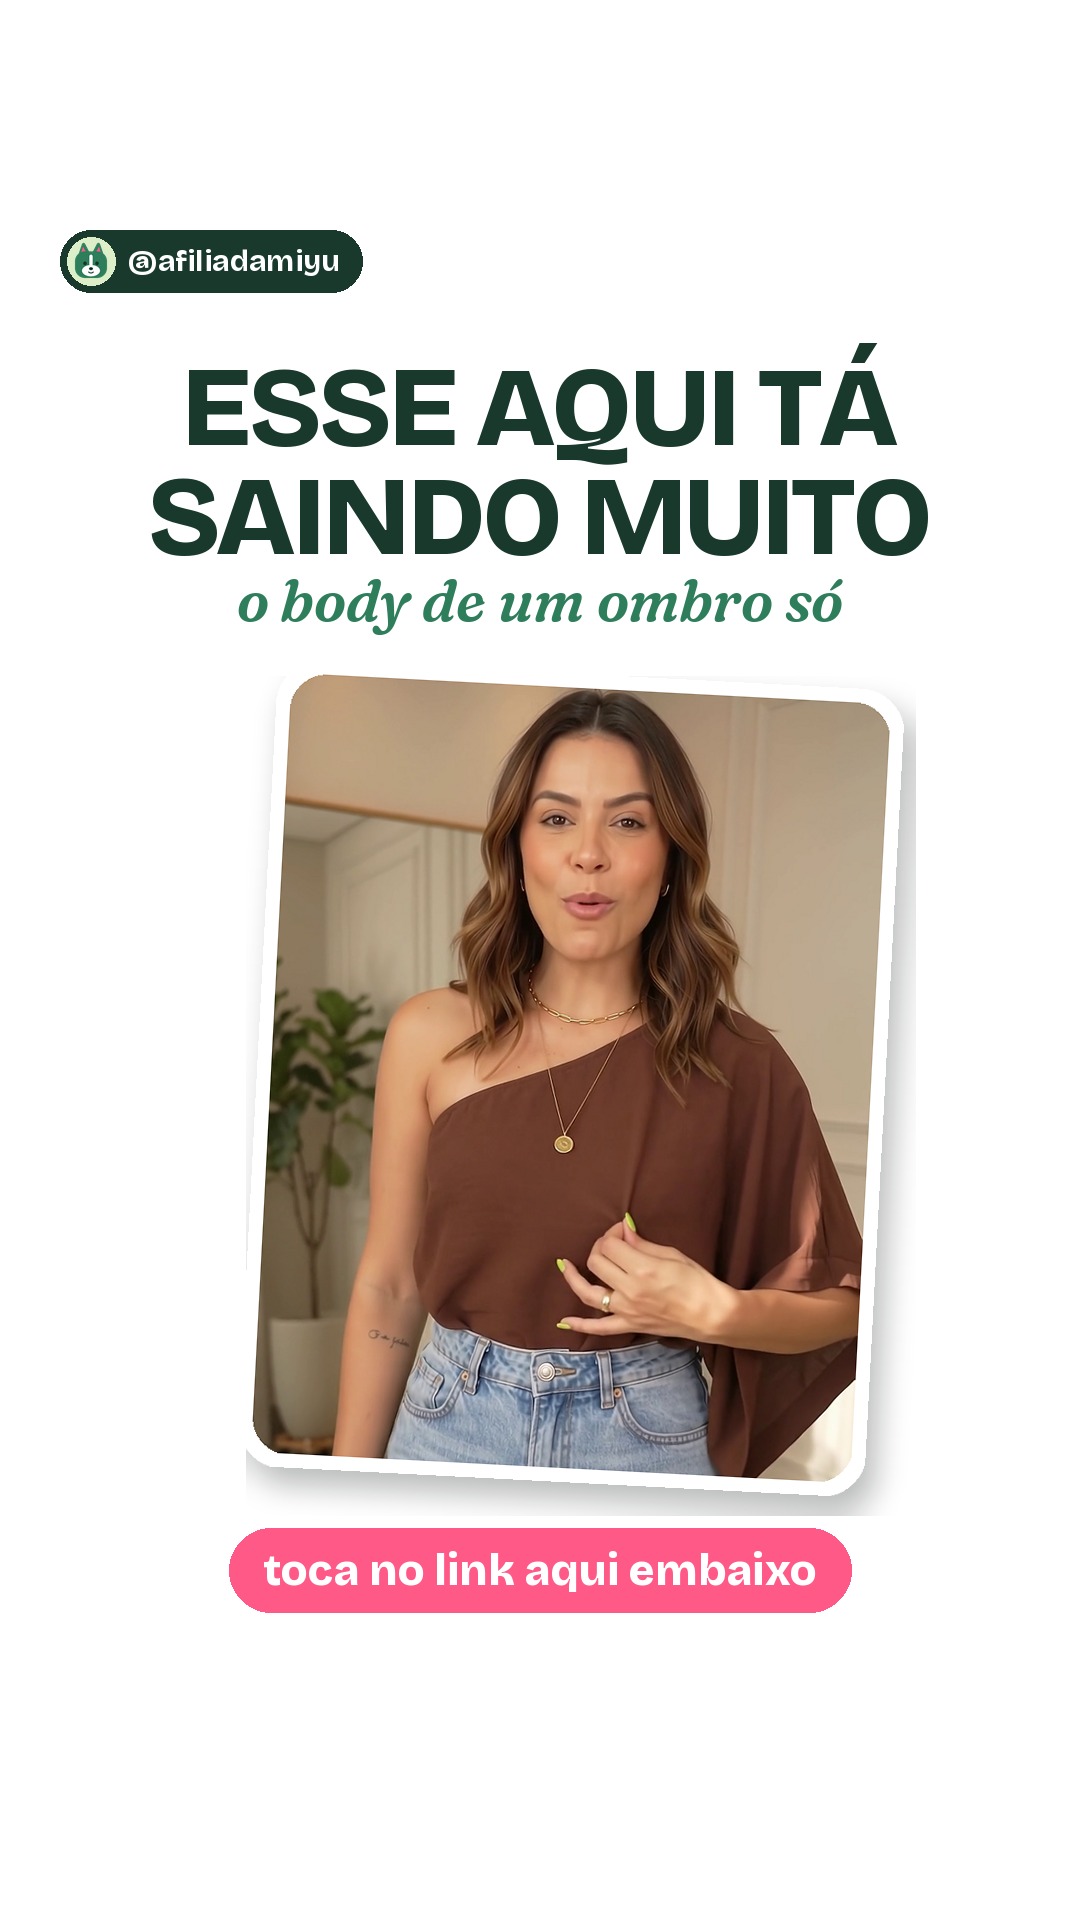 @afiliadamiyu
ESSE AQUI TÁ
SAINDO MUITO
o body de um ombro só
toca no link aqui embaixo